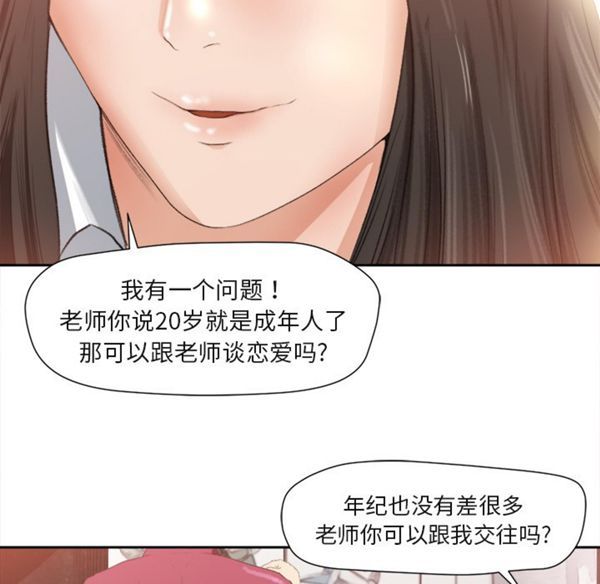 我有一个问题！
老师你说20岁就是成年人了
那可以跟老师谈恋爱吗?
年纪也没有差很多
老师你可以跟我交往吗?